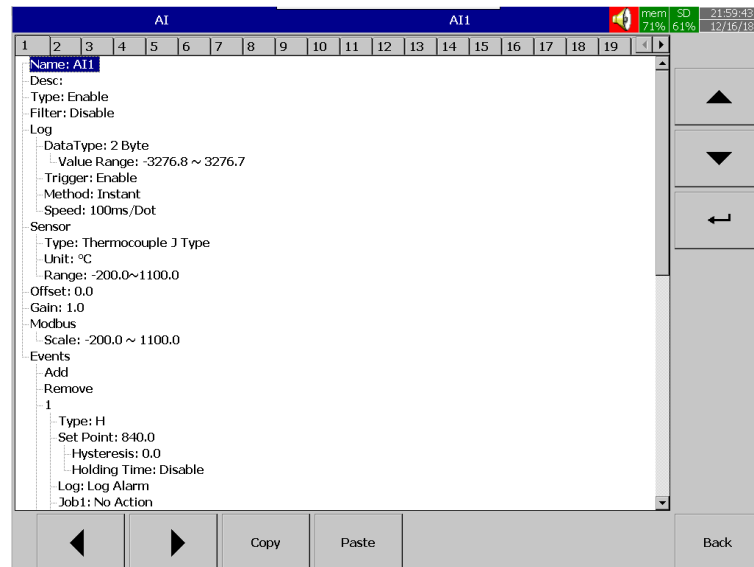 AI AI1 mem SD 21:59:43
71% 61% 12/16/18
1 2 3 4 5 6 7 8 9 10 11 12 13 14 15 16 17 18 19
Name: AI1
Desc:
Type: Enable
Filter: Disable
Log
DataType: 2 Byte
Value Range: -3276.8 ~ 3276.7
Trigger: Enable
Method: Instant
Speed: 100ms/Dot
Sensor
Type: Thermocouple J Type
Unit: °C
Range: -200.0~1100.0
Offset: 0.0
Gain: 1.0
Modbus
Scale: -200.0 ~ 1100.0
Events
Add
Remove
1
Type: H
Set Point: 840.0
Hysteresis: 0.0
Holding Time: Disable
Log: Log Alarm
Job1: No Action
Copy Paste Back